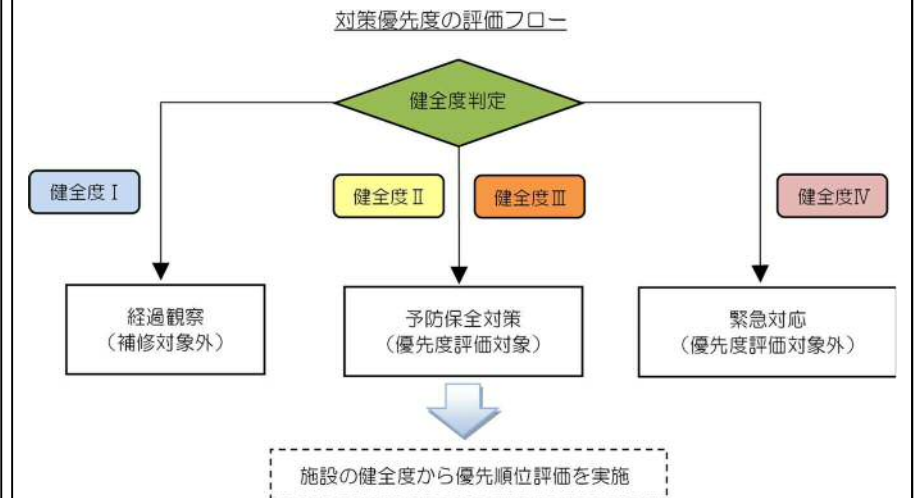 対策優先度の評価フロー
健全度判定
健全度Ⅰ
健全度Ⅱ
健全度Ⅲ
健全度Ⅳ
経過観察
（補修対象外）
予防保全対策
（優先度評価対象）
緊急対応
（優先度評価対象外）
施設の健全度から優先順位評価を実施